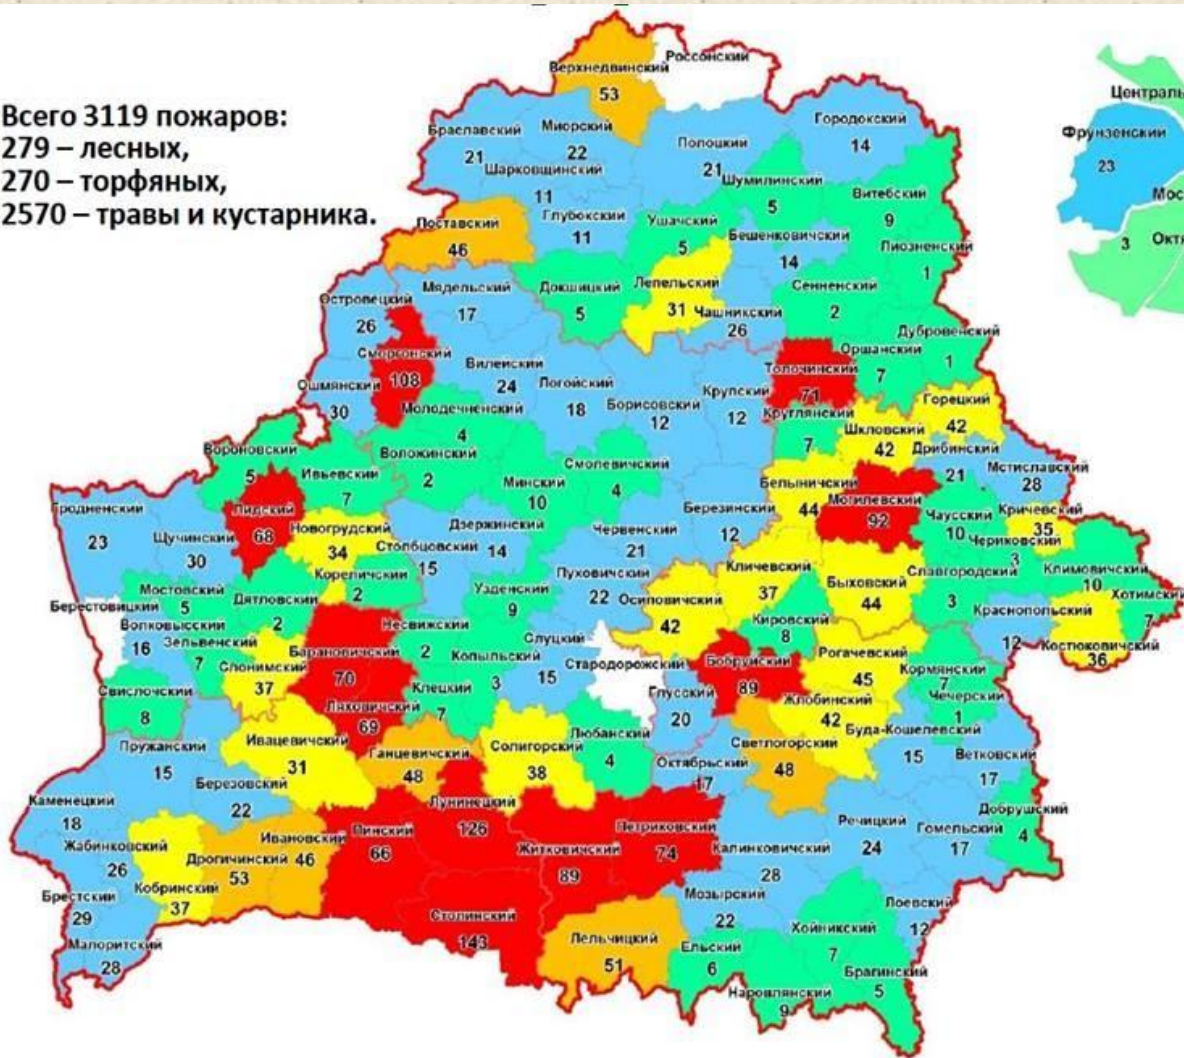 Всего 3119 пожаров:
279 – лесных,
270 – торфяных,
2570 – травы и кустарника.
Россонский
Верхнедвинский
53
Браславский
21
Миорский
22
Полоцкий
21
Городокский
14
Шарковщинский
11
Шумилинский
5
Витебский
9
Поставский
46
Глубокский
11
Ушачский
5
Бешенковичский
14
Лиозненский
1
Докшицкий
5
Лепельский
31
Чашникский
26
Сенненский
2
Островецкий
26
Мядельский
17
Дубровенский
1
Оршанский
7
Сморгонский
108
Вилейский
24
Логойский
18
Борисовский
12
Крупский
12
Толочинский
71
Ошмянский
30
Молодечненский
4
Круглянский
7
Шкловский
42
Горецкий
42
Дрибинский
21
Мстиславский
28
Вороновский
5
Ивьевский
7
Воложинский
2
Минский
10
Смолевичский
4
Белыничский
44
Могилевский
92
Чаусский
10
Кричевский
35
Чериковский
3
Климовичский
10
Хотимский
7
Гродненский
23
Щучинский
30
Лидский
68
Новогрудский
34
Столбцовский
15
Дзержинский
14
Червенский
21
Березинский
12
Кореличский
2
Узденский
9
Пуховичский
22
Осиповичский
42
Кличевский
37
Быховский
44
Славгородский
3
Краснопольский
12
Костюковичский
36
Мостовский
5
Дятловский
2
Берестовицкий
Волковысский
16
Зельвенский
7
Слонимский
37
Барановичский
70
Несвижский
2
Копыльский
3
Слуцкий
15
Стародорожский
Кировский
8
Бобруйский
89
Рогачевский
45
Кормянский
7
Чечерский
1
Свислочский
8
Ляховичский
69
Клецкий
7
Глусский
20
Жлобинский
42
Буда-Кошелевский
15
Ветковский
17
Пружанский
15
Ивацевичский
31
Ганцевичский
48
Солигорский
38
Любанский
4
Октябрьский
17
Светлогорский
48
Добрушский
4
Березовский
22
Каменецкий
18
Жабинковский
26
Кобринский
37
Дрогичинский
53
Ивановский
46
Пинский
66
Лунинецкий
126
Житковичский
89
Петриковский
74
Калинковичский
28
Речицкий
24
Гомельский
17
Брестский
29
Малоритский
28
Столинский
143
Лельчицкий
51
Мозырский
22
Ельский
6
Хойникский
7
Лоевский
12
Наровлянский
9
Брагинский
5
Централь
Фрунзенский
23
Мос
3
Октя